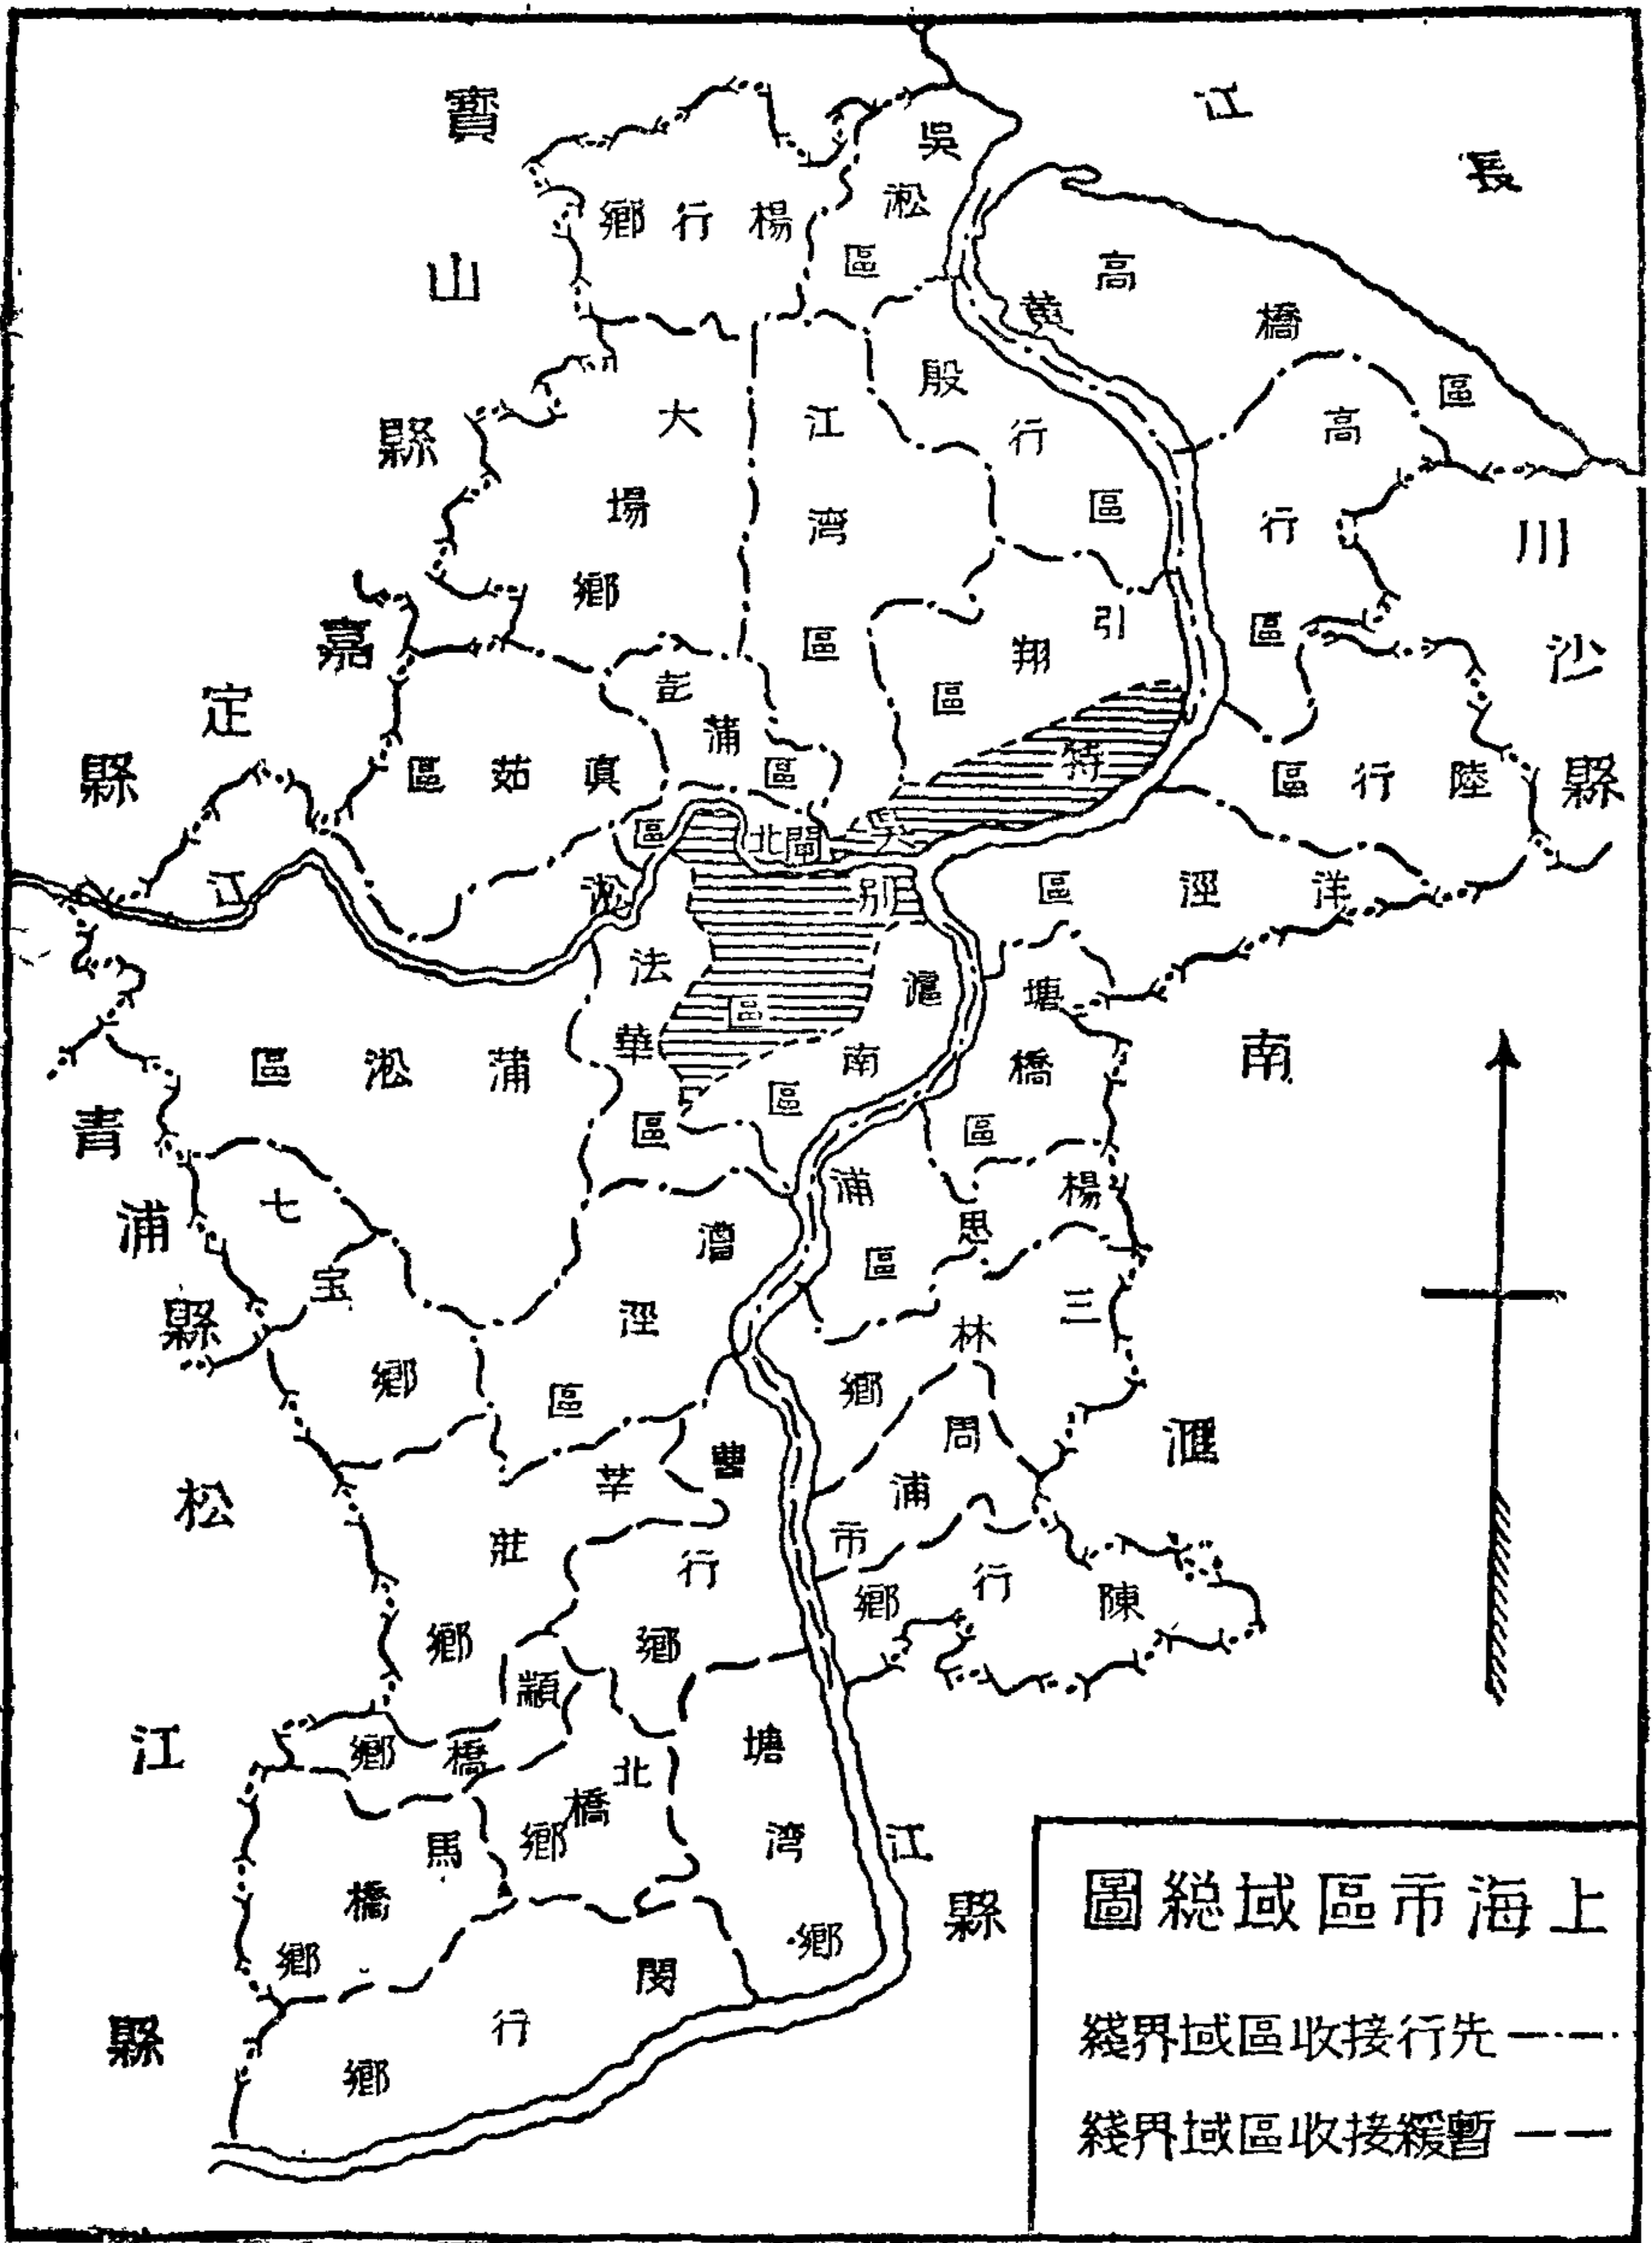 上海市區域総圖
先行接收區域界綫
暫緩接收區域界綫
長江
寶山縣
嘉定縣
青浦縣
松江縣
南滙縣
川沙縣
黄浦江
吳淞江
吳淞區
楊行鄉
大場鄉
江湾區
殷行區
引翔區
高橋區
高行區
陸行區
洋涇區
塘橋區
楊思區
三林鄉
周浦市
陳行鄉
特別區
閘北區
彭蒲區
真茹區
法華區
滬南區
蒲淞區
七宝鄉
漕涇區
莘莊鄉
曹行鄉
顓橋鄉
北橋鄉
馬橋鄉
塘湾鄉
閔行鄉